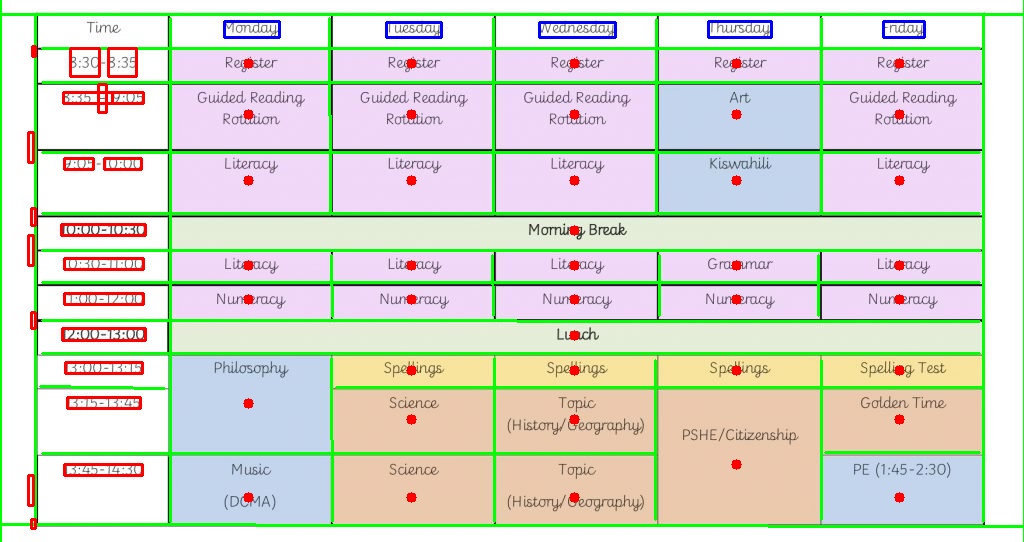 Time Monday Tuesday Wednesday Thursday Friday
8:30-8:35 Register Register Register Register Register
8:35-9:05 Guided Reading Guided Reading Guided Reading Art Guided Reading
Rotation Rotation Rotation Rotation
9:05-10:00 Literacy Literacy Literacy Kiswahili Literacy
10:00-10:30 Morning Break
10:30-11:00 Literacy Literacy Literacy Grammar Literacy
11:00-12:00 Numeracy Numeracy Numeracy Numeracy Numeracy
12:00-13:00 Lunch
13:00-13:15 Philosophy Spellings Spellings Spellings Spelling Test
13:15-13:45 Science Topic Golden Time
(History/Geography)
PSHE/Citizenship
13:45-14:30 Music Science Topic PE (1:45-2:30)
(DCMA) (History/Geography)